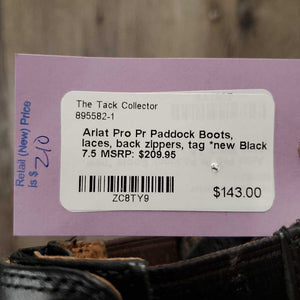 Retail (New) Price
is $ 210
The Tack Collector
895582-1
Ariat Pro Pr Paddock Boots,
laces, back zippers, tag *new Black
7.5 MSRP: $209.95
$143.00
ZC8TY9